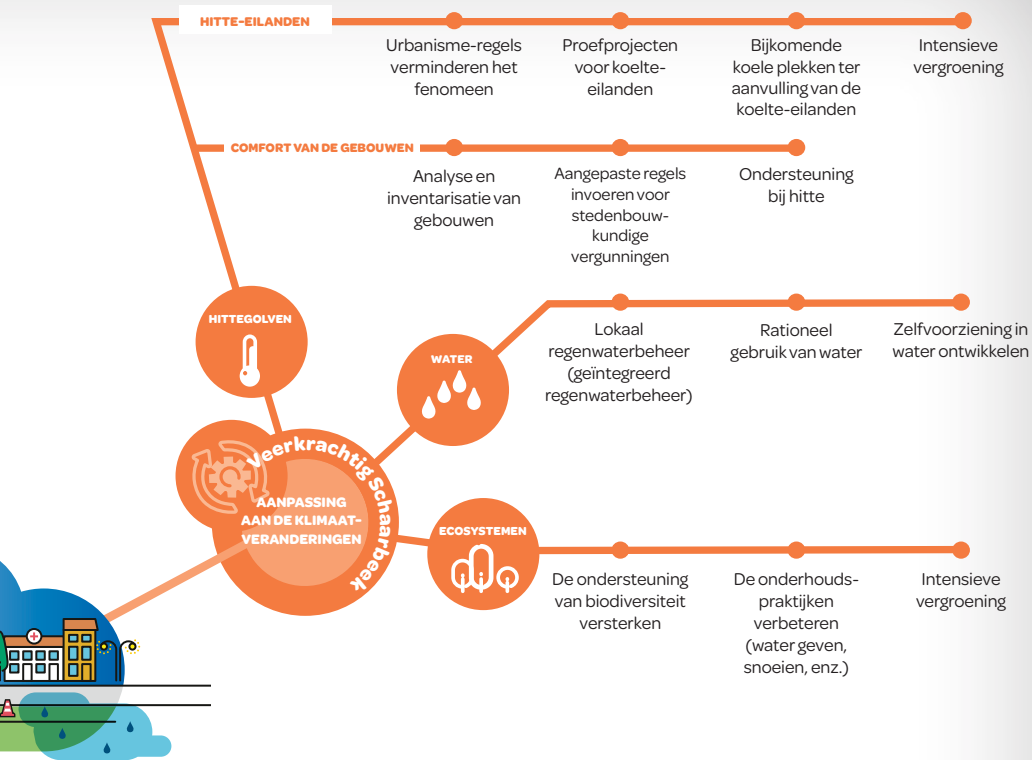 HITTE-EILANDEN
Urbanisme-regels
verminderen het
fenomeen
Proefprojecten
voor koelte-
eilanden
Bijkomende
koele plekken ter
aanvulling van de
koelte-eilanden
Intensieve
vergroening
COMFORT VAN DE GEBOUWEN
Analyse en
inventarisatie van
gebouwen
Aangepaste regels
invoeren voor
stedenbouw-
kundige
vergunningen
Ondersteuning
bij hitte
HITTEGOLVEN
WATER
Lokaal
regenwaterbeheer
(geïntegreerd
regenwaterbeheer)
Rationeel
gebruik van water
Zelfvoorziening in
water ontwikkelen
Veerkrachtig Schaarbeek
AANPASSING
AAN DE KLIMAAT-
VERANDERINGEN
ECOSYSTEMEN
De ondersteuning
van biodiversiteit
versterken
De onderhouds-
praktijken
verbeteren
(water geven,
snoeien, enz.)
Intensieve
vergroening